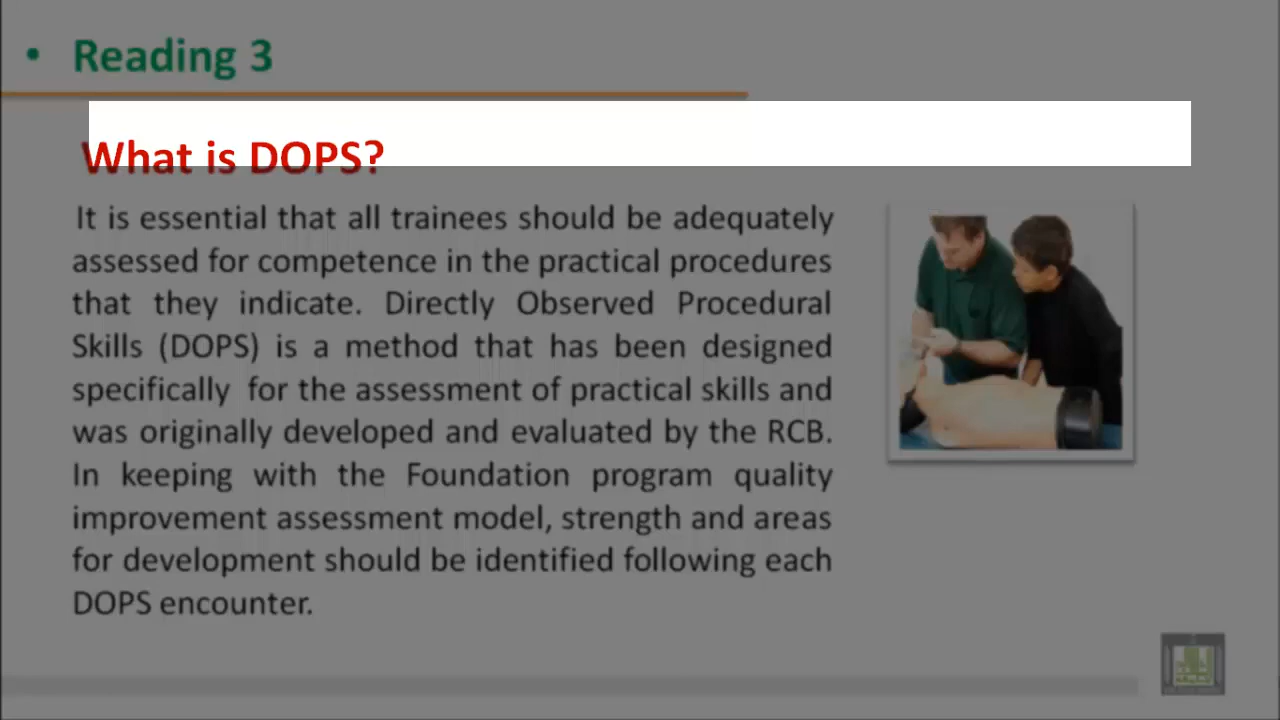 • Reading 3
What is DOPS?
It is essential that all trainees should be adequately
assessed for competence in the practical procedures
that they indicate. Directly Observed Procedural
Skills (DOPS) is a method that has been designed
specifically for the assessment of practical skills and
was originally developed and evaluated by the RCB.
In keeping with the Foundation program quality
improvement assessment model, strength and areas
for development should be identified following each
DOPS encounter.